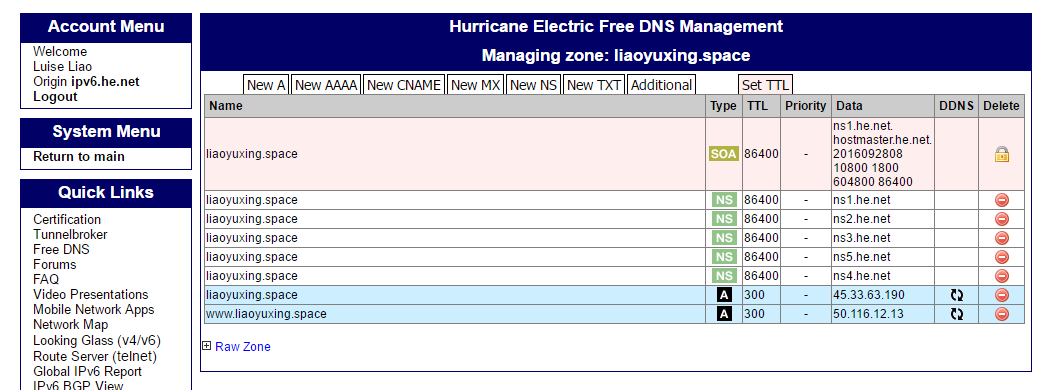 Account Menu
Welcome
Luise Liao
Origin ipv6.he.net
Logout
System Menu
Return to main
Quick Links
Certification
Tunnelbroker
Free DNS
Forums
FAQ
Video Presentations
Mobile Network Apps
Network Map
Looking Glass (v4/v6)
Route Server (telnet)
Global IPv6 Report
IPv6 BGP View
Hurricane Electric Free DNS Management
Managing zone: liaoyuxing.space
New A New AAAA New CNAME New MX New NS New TXT Additional Set TTL
Name Type TTL Priority Data DDNS Delete
liaoyuxing.space SOA 86400 - ns1.he.net.
hostmaster.he.net.
2016092808
10800 1800
604800 86400
liaoyuxing.space NS 86400 - ns1.he.net
liaoyuxing.space NS 86400 - ns2.he.net
liaoyuxing.space NS 86400 - ns3.he.net
liaoyuxing.space NS 86400 - ns5.he.net
liaoyuxing.space NS 86400 - ns4.he.net
liaoyuxing.space A 300 - 45.33.63.190
www.liaoyuxing.space A 300 - 50.116.12.13
Raw Zone